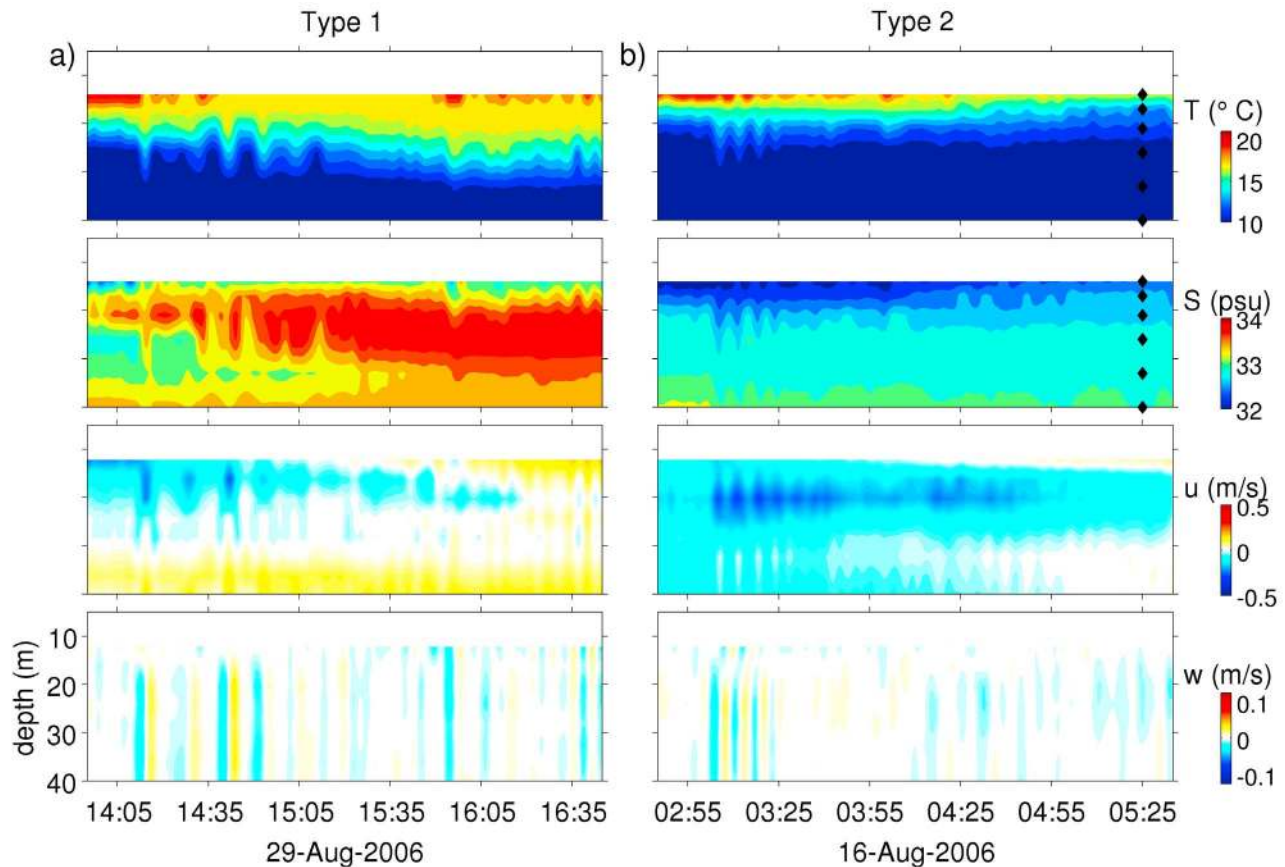 Type 1
Type 2
a)
b)
T (° C)
20
15
10
S (psu)
34
33
32
u (m/s)
0.5
0
-0.5
w (m/s)
0.1
0
-0.1
depth (m)
10
20
30
40
14:05 14:35 15:05 15:35 16:05 16:35
02:55 03:25 03:55 04:25 04:55 05:25
29-Aug-2006
16-Aug-2006